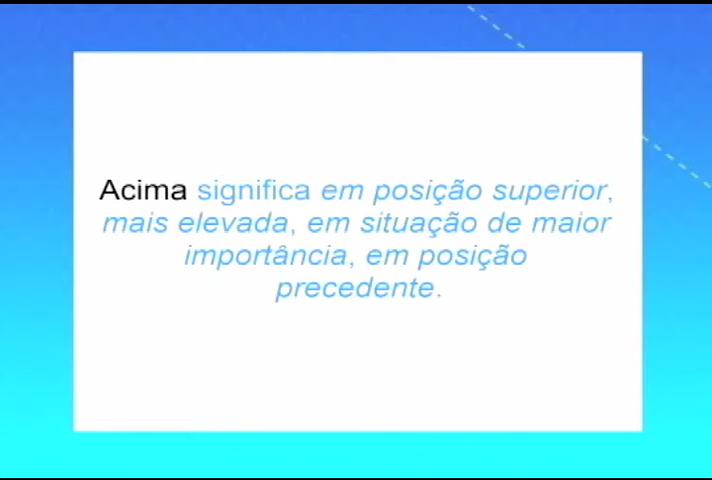 Acima significa em posição superior,
mais elevada, em situação de maior
importância, em posição
precedente.